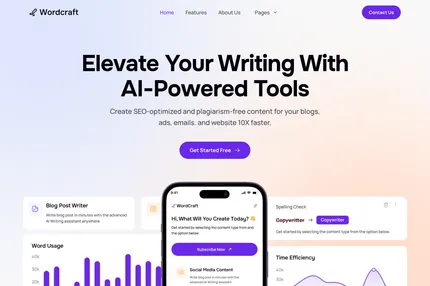 Wordcraft
Home Features About Us Pages
Contact Us
Elevate Your Writing With
AI-Powered Tools
Create SEO-optimized and plagiarism-free content for your blogs,
ads, emails, and website 10X faster.
Get Started Free
Blog Post Writer
Write blog post in minutes with the advanced
AI Writing assistant anywhere
Word Usage
40k
30k
20k
9:41
WordCraft
Hi, What Will You Create Today?
Get started by selecting the content type from
the option below.
Subscribe Now
Social Media Content
Write blog post in minutes with the
advanced AI Writing assistant
Spelling Check
Copywritter
Copywriter
Get started by selecting the content type from the option
Time Efficiency
40k
30k